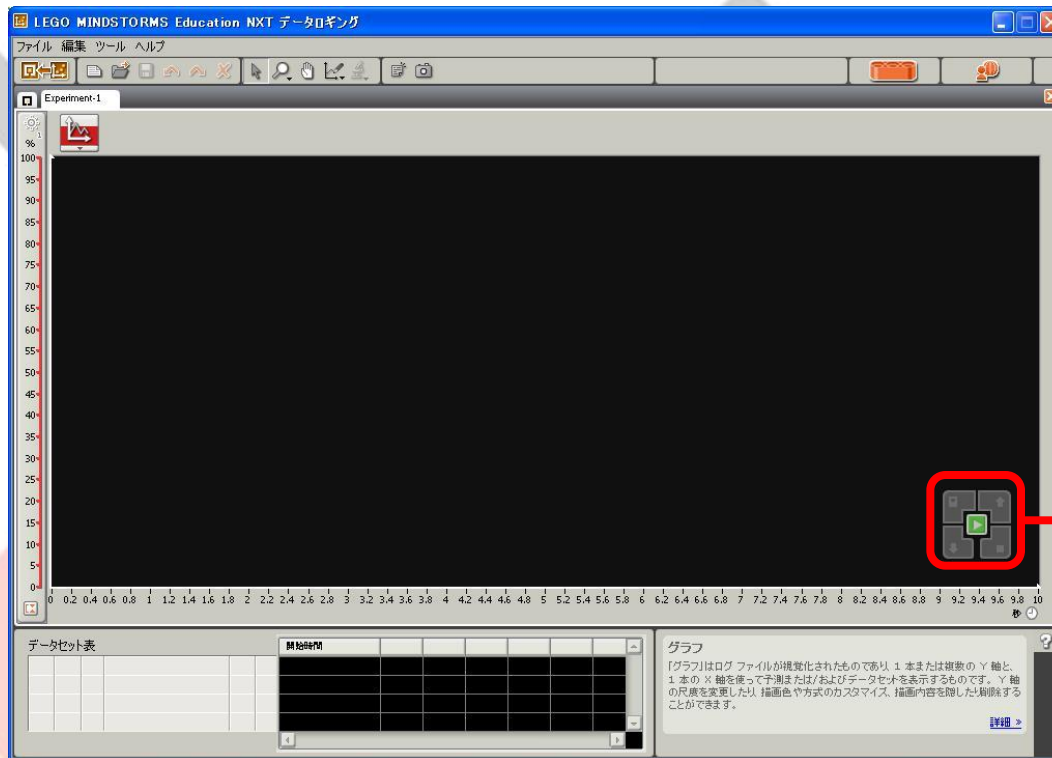 LEGO MINDSTORMS Education NXT データロギング
ファイル 編集 ツール ヘルプ
Experiment-1
1
%
100
95
90
85
80
75
70
65
60
55
50
45
40
35
30
25
20
15
10
5
0
0 0.2 0.4 0.6 0.8 1 1.2 1.4 1.6 1.8 2 2.2 2.4 2.6 2.8 3 3.2 3.4 3.6 3.8 4 4.2 4.4 4.6 4.8 5 5.2 5.4 5.6 5.8 6 6.2 6.4 6.6 6.8 7 7.2 7.4 7.6 7.8 8 8.2 8.4 8.6 8.8 9 9.2 9.4 9.6 9.8 10
秒
データセット表
開始時間
グラフ
「グラフ」はログ ファイルが視覚化されたものであり、1 本または複数の Y 軸と、
1 本の X 軸を使って予測または/およびデータセットを表示するものです。Y 軸
の尺度を変更したり、描画色や方式のカスタマイズ、描画内容を隠したり削除する
ことができます。
詳細 »